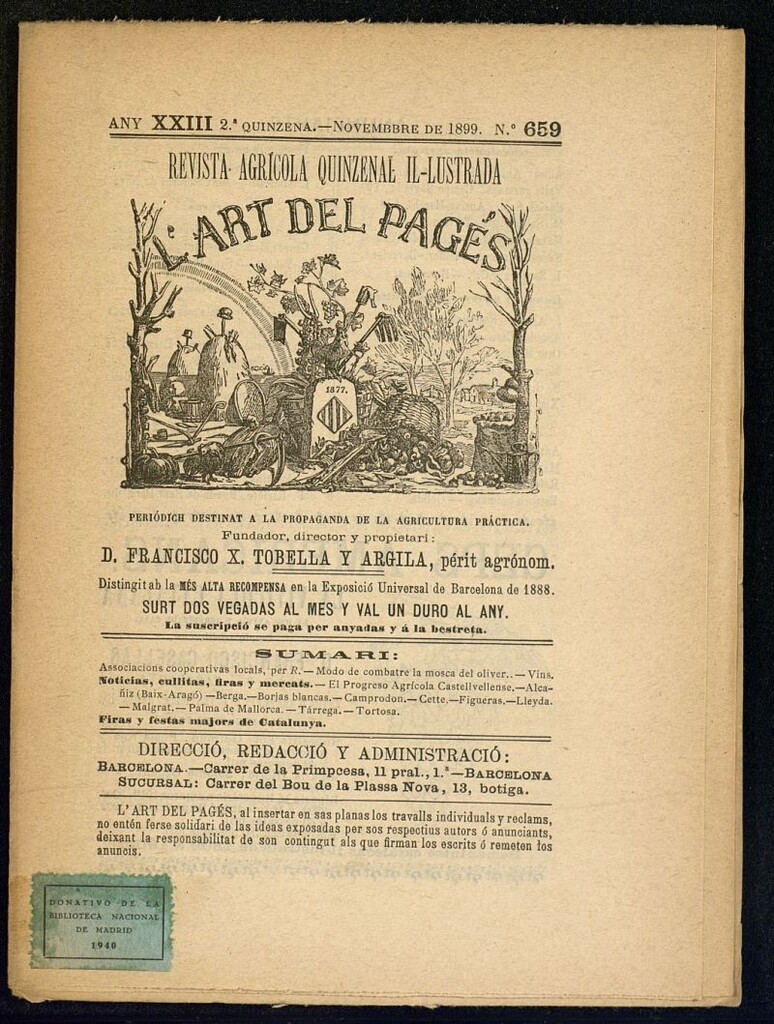 ANY XXIII 2.ª QUINZENA.—NOVEMBRE DE 1899. N.º 659
REVISTA AGRÍCOLA QUINZENAL IL-LUSTRADA
L'ART DEL PAGÉS
1877.
PERIÓDICH DESTINAT A LA PROPAGANDA DE LA AGRICULTURA PRÁCTICA.
Fundador, director y propietari:
D. FRANCISCO X. TOBELLA Y ARGILA, périt agrónom.
Distingit ab la MÉS ALTA RECOMPENSA en la Exposició Universal de Barcelona de 1888.
SURT DOS VEGADAS AL MES Y VAL UN DURO AL ANY.
La suscripció se paga per anyadas y á la bestreta.
SUMARI:
Associacions cooperativas locals, per R. — Modo de combatre la mosca del oliver.. — Vins.
Noticias, cullitas, firas y mercats. — El Progreso Agrícola Castellvellense. — Alca-
ñiz (Baix-Aragó) — Berga. — Borjas blancas. — Camprodon. — Cette. — Figueras. — Lleyda.
— Malgrat. — Palma de Mallorca. — Tárrega. — Tortosa.
Firas y festas majors de Catalunya.
DIRECCIÓ, REDACCIÓ Y ADMINISTRACIÓ:
BARCELONA.—Carrer de la Primpcesa, 11 pral., 1.ª—BARCELONA
SUCURSAL: Carrer del Bou de la Plassa Nova, 13, botiga.
L'ART DEL PAGÉS, al insertar en sas planas los travalls individuals y reclams,
no entén ferse solidari de las ideas exposadas per sos respectius autors ó anunciants,
deixant la responsabilitat de son contingut als que firman los escrits ó remeten los
anuncis.
DONATIVO DE LA
BIBLIOTECA NACIONAL
DE MADRID
1940